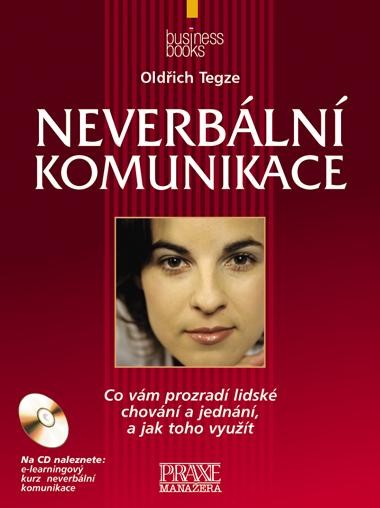 business
books
Oldřich Tegze
NEVERBÁLNÍ
KOMUNIKACE
Co vám prozradí lidské
chování a jednání,
a jak toho využít
Na CD naleznete:
e-learningový
kurz neverbální
komunikace
PRAXE
MANAŽERA